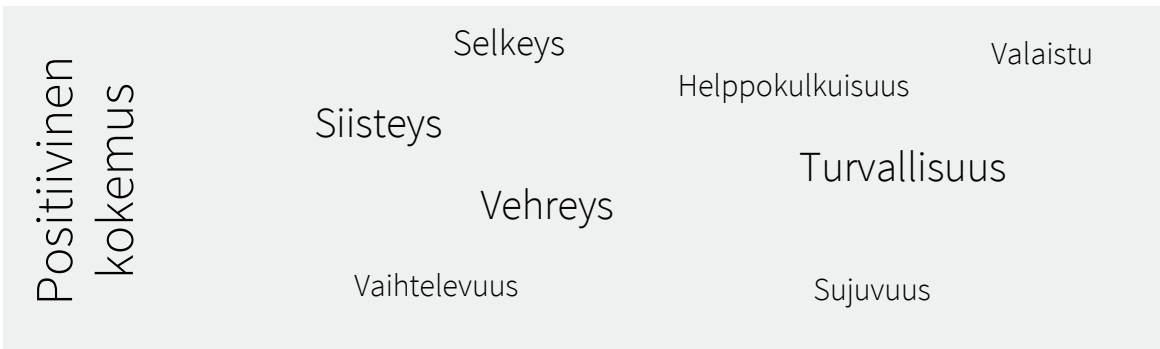 Positiivinen
kokemus
Selkeys
Valaistu
Helppokulkuisuus
Siisteys
Turvallisuus
Vehreys
Vaihtelevuus
Sujuvuus